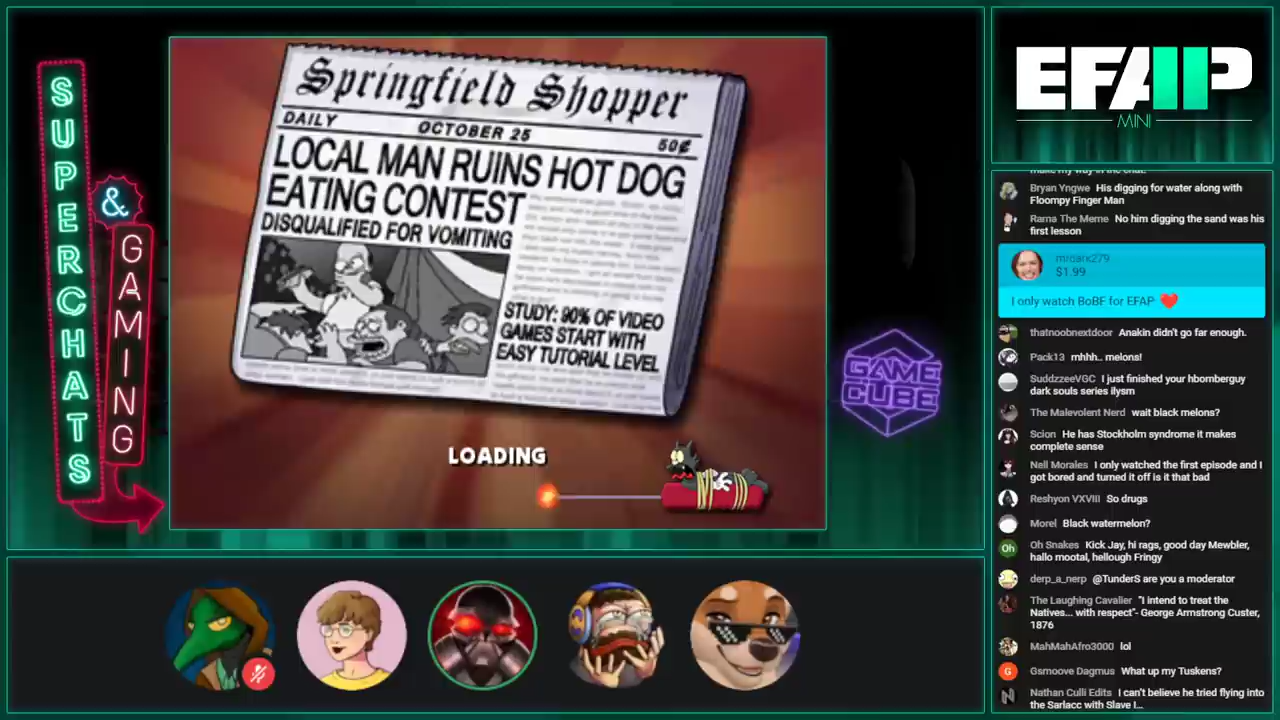 SUPERCHATS
&
GAMING
Springfield Shopper
DAILY
OCTOBER 25
50¢
LOCAL MAN RUINS HOT DOG
EATING CONTEST
DISQUALIFIED FOR VOMITING
STUDY: 90% OF VIDEO
GAMES START WITH
EASY TUTORIAL LEVEL
LOADING
GAME
CUBE
EFAP
MINI
make my way in the chat.
Bryan Yngwe His digging for water along with
Floompy Finger Man
Rama The Meme No him digging the sand was his
first lesson
$1.99
I only watch BoBF for EFAP ❤️
thatnoobnextdoor Anakin didn't go far enough.
Pack13 mhhh.. melons!
SuddzzeeVGC I just finished your hbomberguy
dark souls series ilysm
The Malevolent Nerd wait black melons?
Scion He has Stockholm syndrome it makes
complete sense
Nell Morales I only watched the first episode and I
got bored and turned it off is it that bad
Reshyon VXVIII So drugs
Morel Black watermelon?
Oh
Oh Snakes Kick Jay, hi rags, good day Mewbler,
hallo mootal, hellough Fringy
derp_a_nerp @TunderS are you a moderator
The Laughing Cavalier "I intend to treat the
Natives... with respect"- George Armstrong Custer,
1876
MahMahAfro3000 lol
G
Gsmoove Dagmus What up my Tuskens?
Nathan Culli Edits I can't believe he tried flying into
the Sarlacc with Slave I...